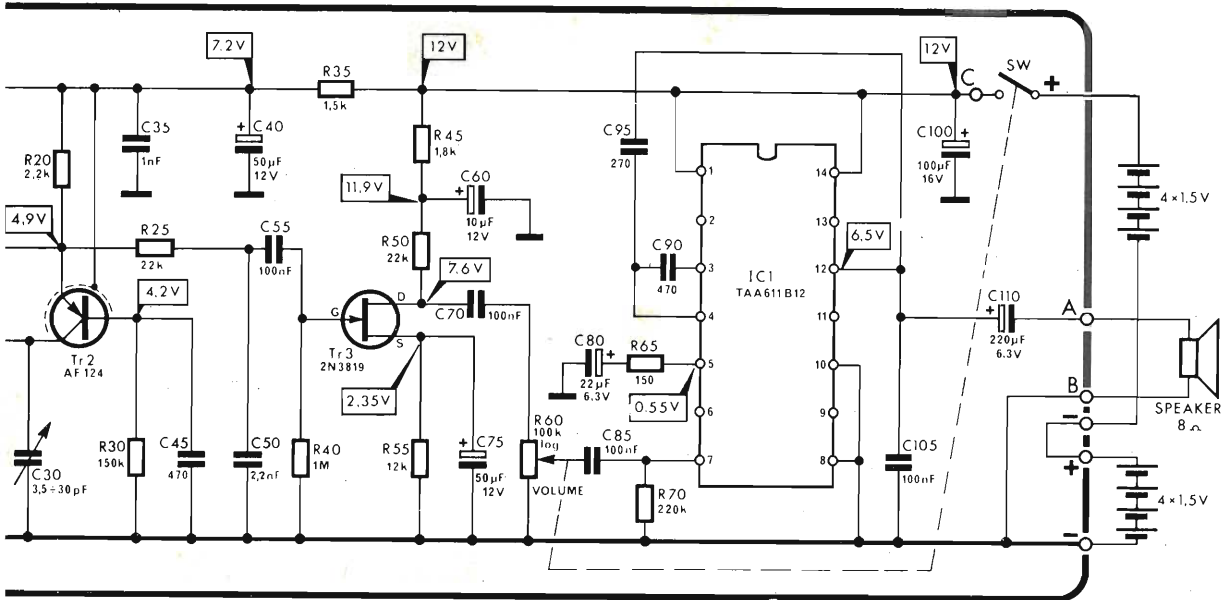 7.2V
12V
12V
C
SW
+
R35
1,5k
C35
1nF
+
C40
50µF
12V
R45
1,8k
C95
270
C100
+
100µF
16V
R20
2,2k
11,9V
+
C60
10µF
12V
1
14
4×1.5V
4,9V
R25
22k
C55
100nF
R50
22k
2
13
6,5V
C90
470
3
IC1
TAA611B12
12
4,2V
7.6V
G
D
S
C70
100nF
4
11
+
C110
220µF
6.3V
A
Tr2
AF124
Tr3
2N3819
C80
+
22µF
6.3V
R65
150
5
10
2,35V
0.55V
6
9
B
SPEAKER
8Ω
C30
3,5÷30pF
R30
150k
C45
470
C50
2,2nF
R40
1M
R55
12k
+
C75
50µF
12V
R60
100k
log
VOLUME
C85
100nF
7
8
R70
220k
C105
100nF
–
+
4×1,5V
–